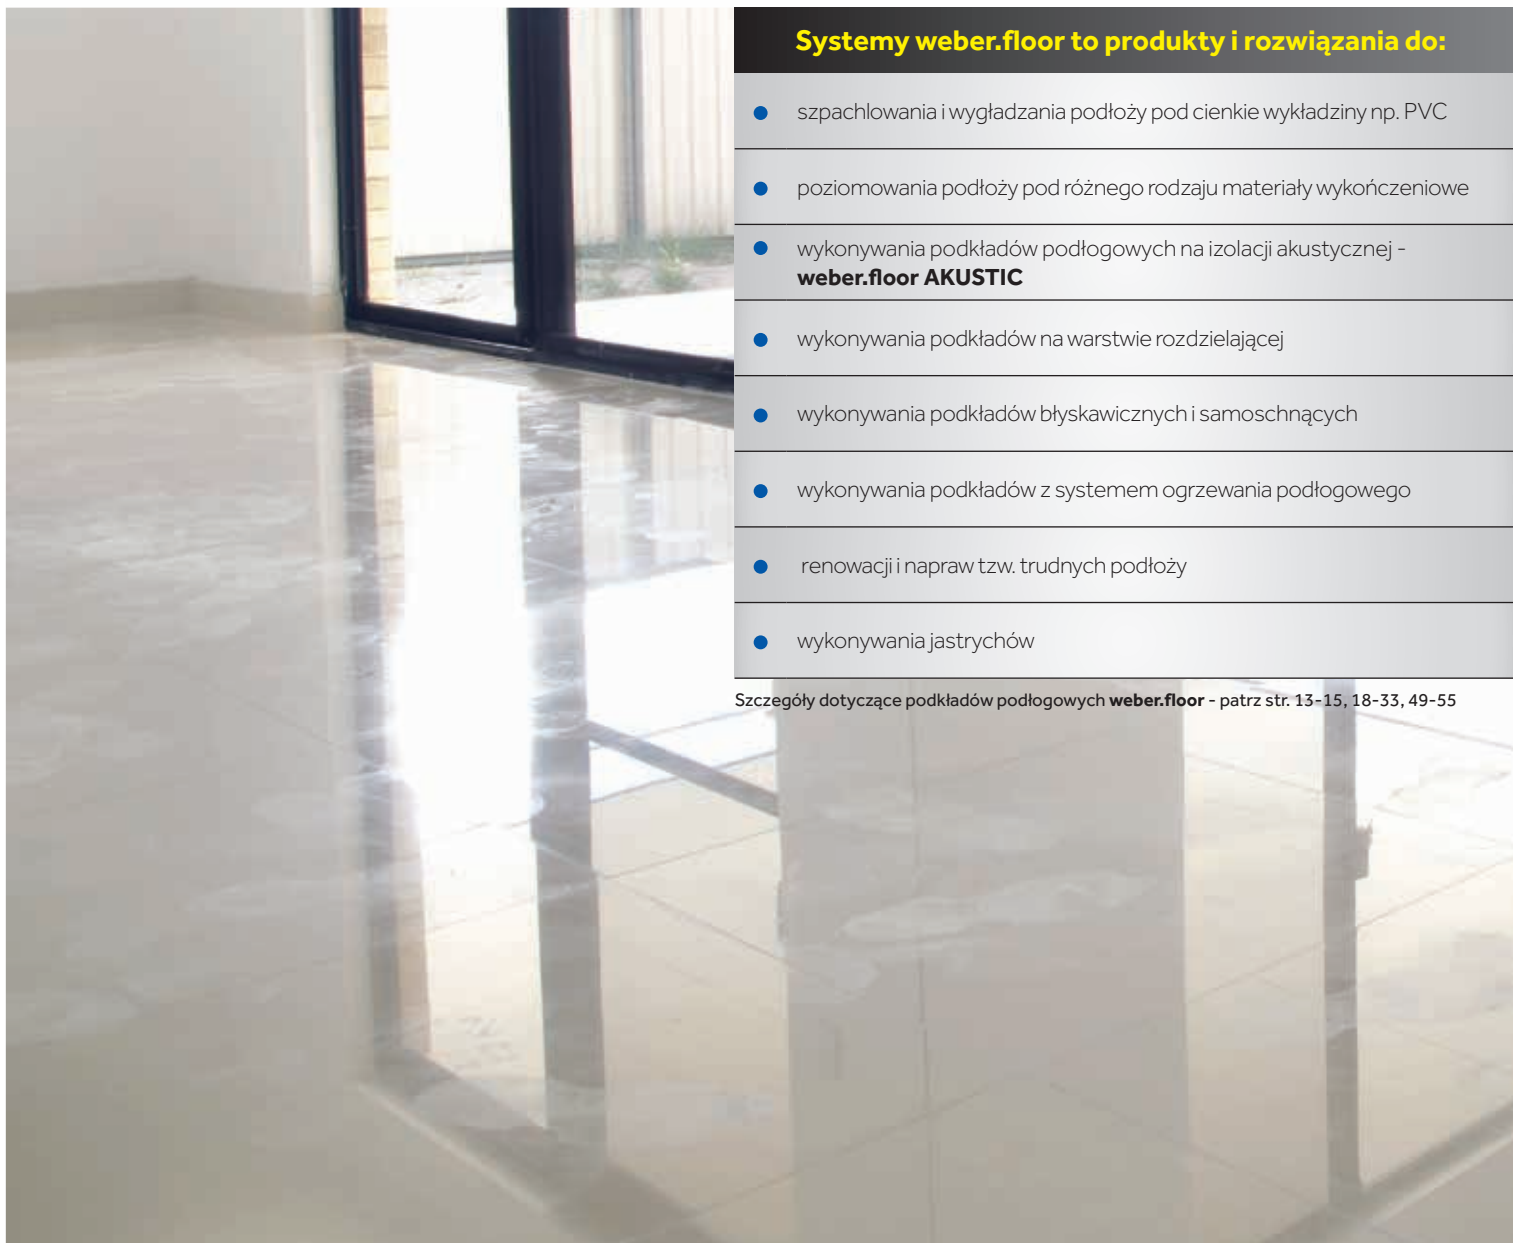 Systemy weber.floor to produkty i rozwiązania do:
● szpachlowania i wygładzania podłoży pod cienkie wykładziny np. PVC
● poziomowania podłoży pod różnego rodzaju materiały wykończeniowe
● wykonywania podkładów podłogowych na izolacji akustycznej -
weber.floor AKUSTIC
● wykonywania podkładów na warstwie rozdzielającej
● wykonywania podkładów błyskawicznych i samoschnących
● wykonywania podkładów z systemem ogrzewania podłogowego
● renowacji i napraw tzw. trudnych podłoży
● wykonywania jastrychów
Szczegóły dotyczące podkładów podłogowych weber.floor - patrz str. 13-15, 18-33, 49-55